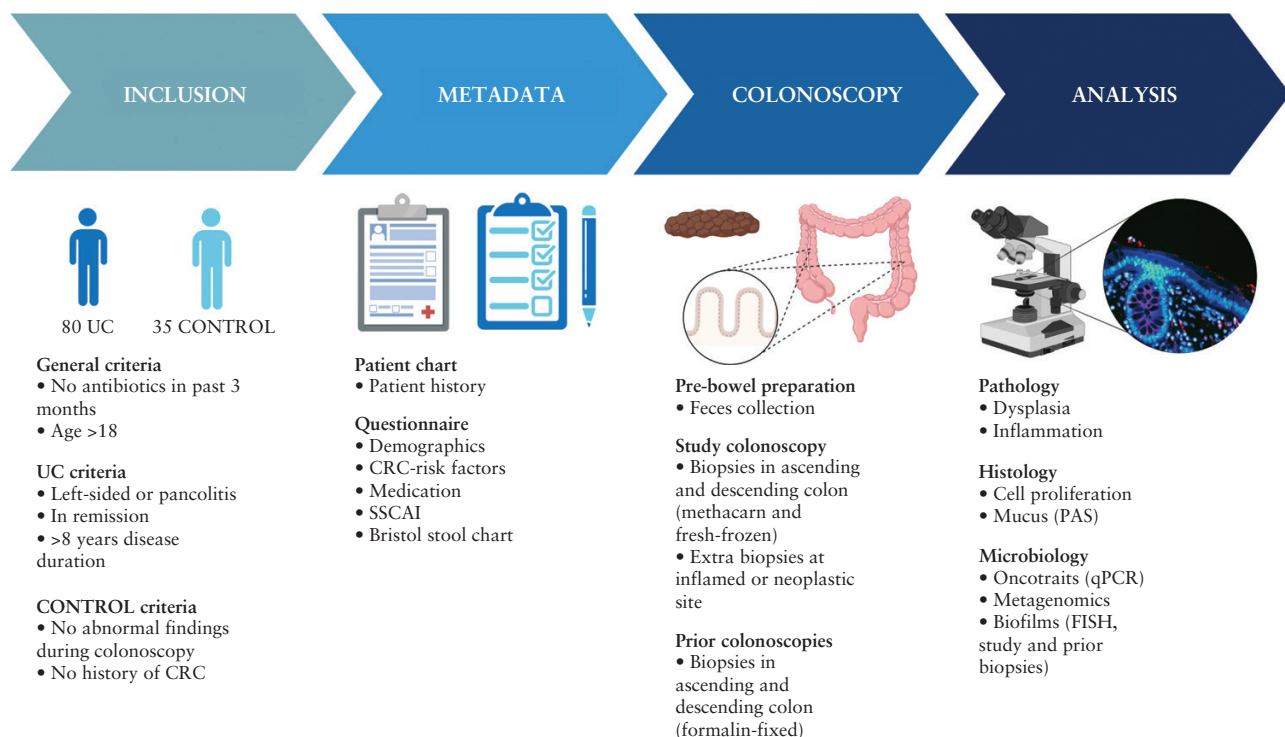 INCLUSION
METADATA
COLONOSCOPY
ANALYSIS
80 UC
35 CONTROL
General criteria
• No antibiotics in past 3
months
• Age >18
UC criteria
• Left-sided or pancolitis
• In remission
• >8 years disease
duration
CONTROL criteria
• No abnormal findings
during colonoscopy
• No history of CRC
Patient chart
• Patient history
Questionnaire
• Demographics
• CRC-risk factors
• Medication
• SSCAI
• Bristol stool chart
Pre-bowel preparation
• Feces collection
Study colonoscopy
• Biopsies in ascending
and descending colon
(methacarn and
fresh-frozen)
• Extra biopsies at
inflamed or neoplastic
site
Prior colonoscopies
• Biopsies in
ascending and
descending colon
(formalin-fixed)
Pathology
• Dysplasia
• Inflammation
Histology
• Cell proliferation
• Mucus (PAS)
Microbiology
• Oncotraits (qPCR)
• Metagenomics
• Biofilms (FISH,
study and prior
biopsies)